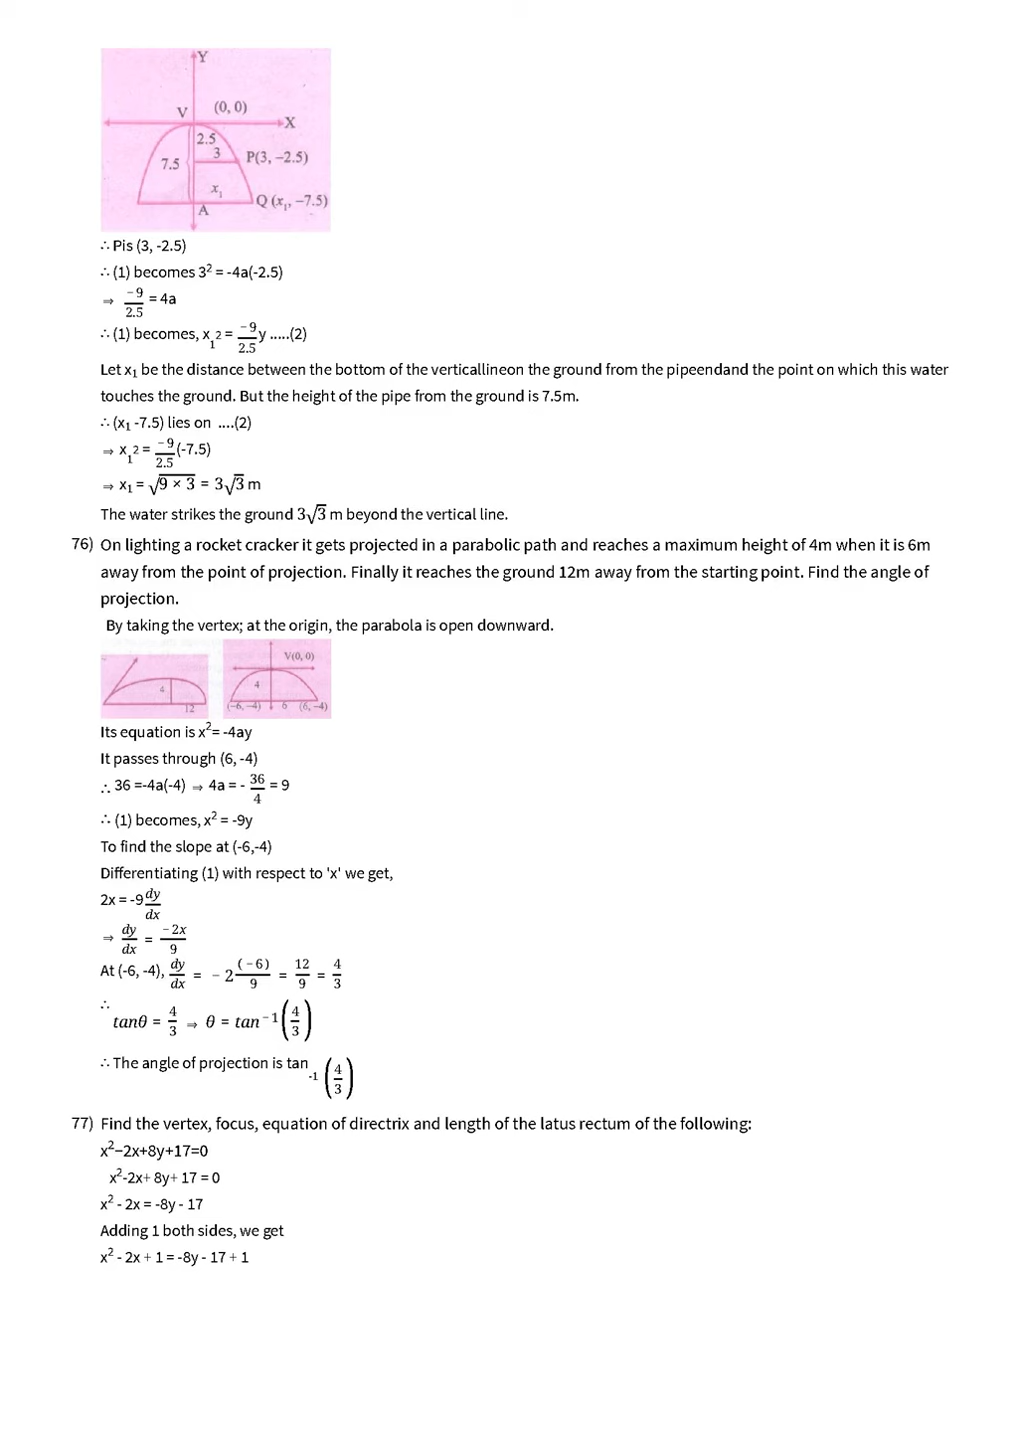 Y
V (0, 0)
X
2.5
3
P(3, –2.5)
7.5
x₁
Q (x₁, –7.5)
A
∴ Pis (3, -2.5)
∴ (1) becomes 3² = -4a(-2.5)
⇒ −9/2.5 = 4a
∴ (1) becomes, x₁² = −9/2.5 y .....(2)
Let x₁ be the distance between the bottom of the verticallineon the ground from the pipeendand the point on which this water
touches the ground. But the height of the pipe from the ground is 7.5m.
∴ (x₁ -7.5) lies on ....(2)
⇒ x₁² = −9/2.5 (-7.5)
⇒ x₁ = √(9 × 3) = 3√3 m
The water strikes the ground 3√3 m beyond the vertical line.
76) On lighting a rocket cracker it gets projected in a parabolic path and reaches a maximum height of 4m when it is 6m
away from the point of projection. Finally it reaches the ground 12m away from the starting point. Find the angle of
projection.
By taking the vertex; at the origin, the parabola is open downward.
4
12
V(0, 0)
4
(–6, –4) 6 (6, –4)
Its equation is x²= -4ay
It passes through (6, -4)
∴ 36 =-4a(-4) ⇒ 4a = - 36/4 = 9
∴ (1) becomes, x² = -9y
To find the slope at (-6,-4)
Differentiating (1) with respect to 'x' we get,
2x = -9 dy/dx
⇒ dy/dx = −2x/9
At (-6, -4), dy/dx = −2 (−6)/9 = 12/9 = 4/3
∴ tanθ = 4/3 ⇒ θ = tan⁻¹(4/3)
∴ The angle of projection is tan₋₁ (4/3)
77) Find the vertex, focus, equation of directrix and length of the latus rectum of the following:
x²−2x+8y+17=0
x²-2x+ 8y+ 17 = 0
x² - 2x = -8y - 17
Adding 1 both sides, we get
x² - 2x + 1 = -8y - 17 + 1